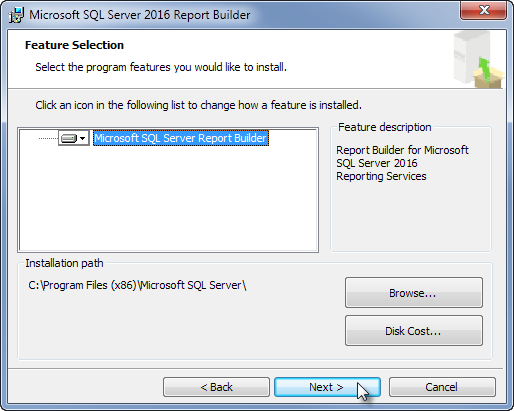 Microsoft SQL Server 2016 Report Builder
Feature Selection
Select the program features you would like to install.
Click an icon in the following list to change how a feature is installed.
Microsoft SQL Server Report Builder
Feature description
Report Builder for Microsoft
SQL Server 2016
Reporting Services
Installation path
C:\Program Files (x86)\Microsoft SQL Server\
Browse...
Disk Cost...
< Back
Next >
Cancel